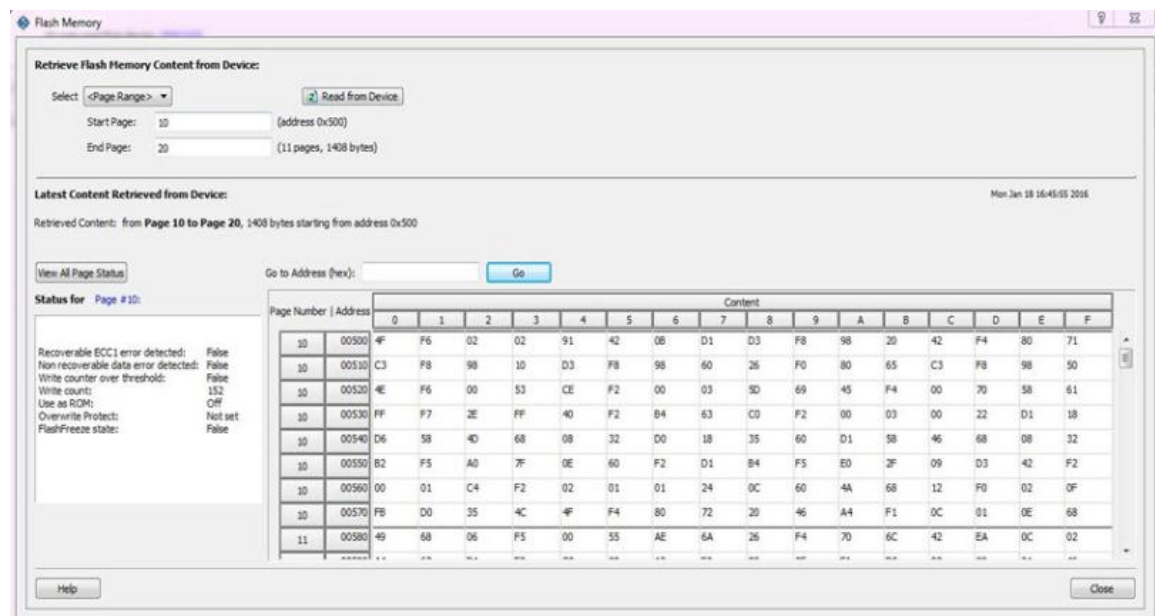 Flash Memory
Retrieve Flash Memory Content from Device:
Select <Page Range> Read from Device
Start Page: 10 (address 0x500)
End Page: 20 (11 pages, 1408 bytes)
Latest Content Retrieved from Device: Mon Jan 18 16:45:55 2016
Retrieved Content: from Page 10 to Page 20, 1408 bytes starting from address 0x500
View All Page Status Go to Address (hex): Go
Status for Page #10:
Recoverable ECC1 error detected: False
Non recoverable data error detected: False
Write counter over threshold: False
Write count: 152
Use as ROM: Off
Overwrite Protect: Not set
FlashFreeze state: False
Content
Page Number | Address 0 1 2 3 4 5 6 7 8 9 A B C D E F
10 00500 4F F6 02 02 91 42 0B D1 D3 F8 98 20 42 F4 80 71
10 00510 C3 F8 98 10 D3 F8 98 60 26 F0 80 65 C3 F8 98 50
10 00520 4E F6 00 53 CE F2 00 03 5D 69 45 F4 00 70 58 61
10 00530 FF F7 2E FF 40 F2 B4 63 C0 F2 00 03 00 22 D1 18
10 00540 D6 58 4D 68 08 32 D0 18 35 60 D1 58 46 68 08 32
10 00550 B2 F5 A0 7F 0E 60 F2 D1 B4 F5 E0 2F 09 D3 42 F2
10 00560 00 01 C4 F2 02 01 01 24 0C 60 4A 68 12 F0 02 0F
10 00570 FB D0 35 4C 4F F4 80 72 20 46 A4 F1 0C 01 0E 68
11 00580 49 68 06 F5 00 55 AE 6A 26 F4 70 6C 42 EA 0C 02
Help Close